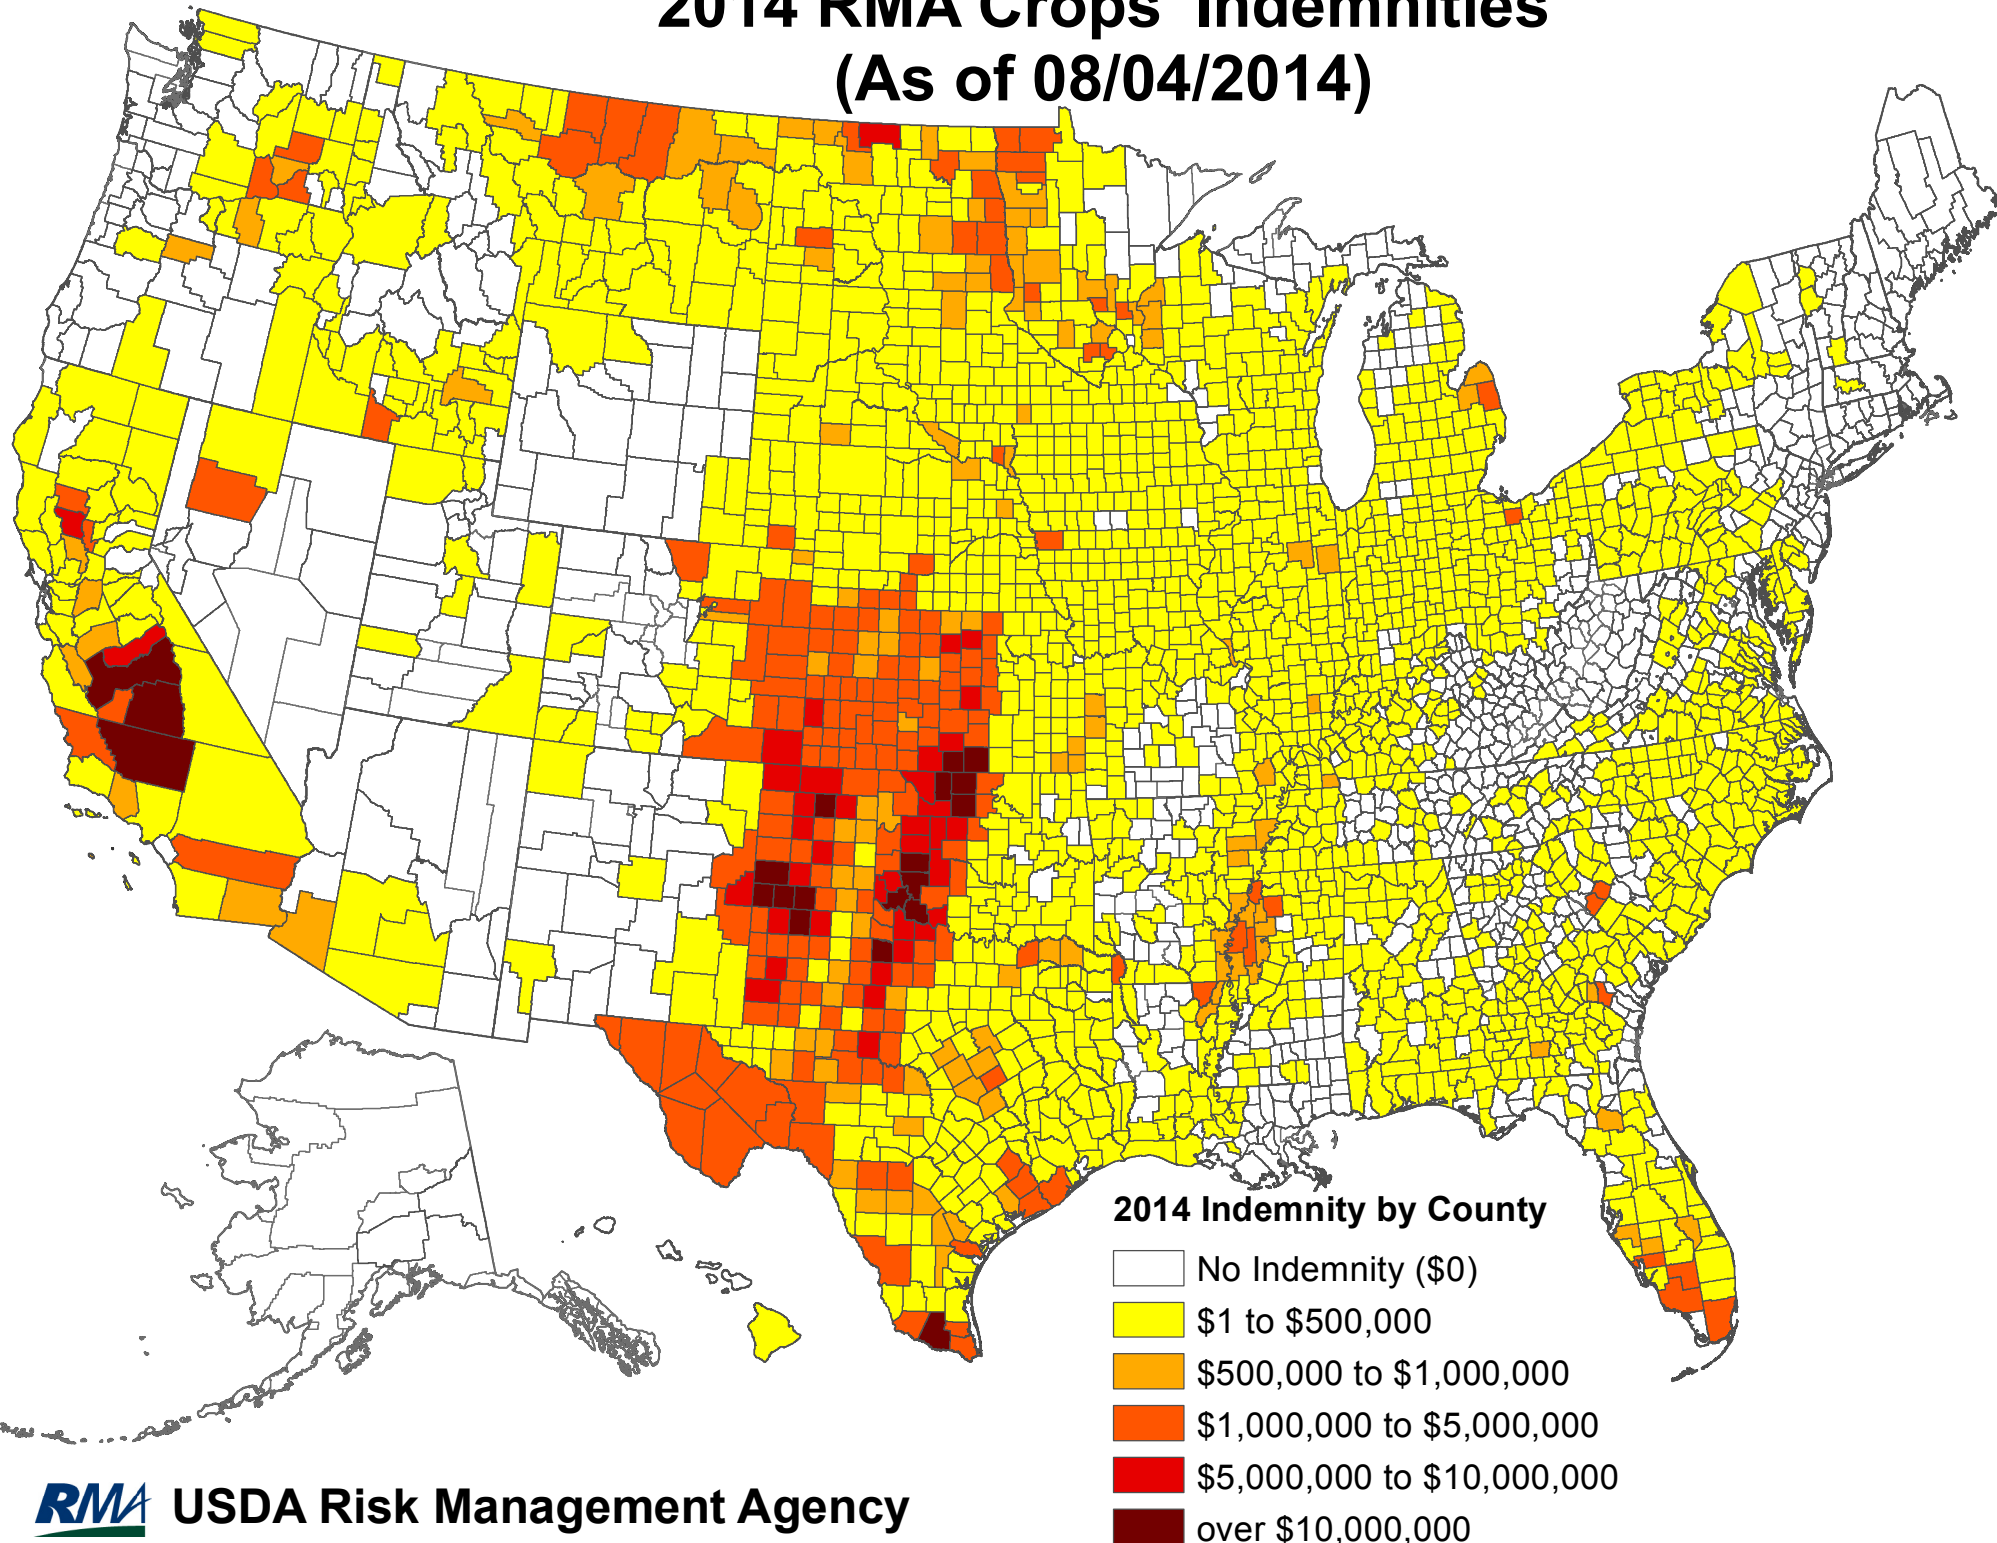 2014 RMA Crops' Indemnities
(As of 08/04/2014)
2014 Indemnity by County
No Indemnity ($0)
$1 to $500,000
$500,000 to $1,000,000
$1,000,000 to $5,000,000
$5,000,000 to $10,000,000
over $10,000,000
RMA USDA Risk Management Agency